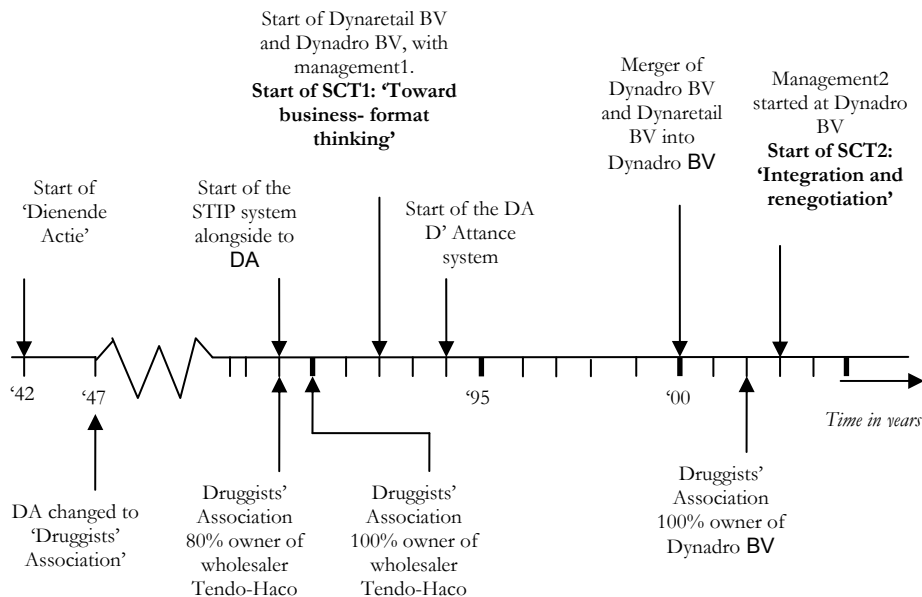 Start of Dynaretail BV
and Dynadro BV, with
management1.
Start of SCT1: ‘Toward
business- format
thinking’
Merger of
Dynadro BV
and Dynaretail
BV into
Dynadro BV
Management2
started at Dynadro
BV
Start of SCT2:
‘Integration and
renegotiation’
Start of
‘Dienende
Actie’
Start of the
STIP system
alongside to
DA
Start of the DA
D’ Attance
system
‘42
‘47
‘95
‘00
Time in years
DA changed to
‘Druggists’
Association’
Druggists’
Association
80% owner of
wholesaler
Tendo-Haco
Druggists’
Association
100% owner of
wholesaler
Tendo-Haco
Druggists’
Association
100% owner of
Dynadro BV